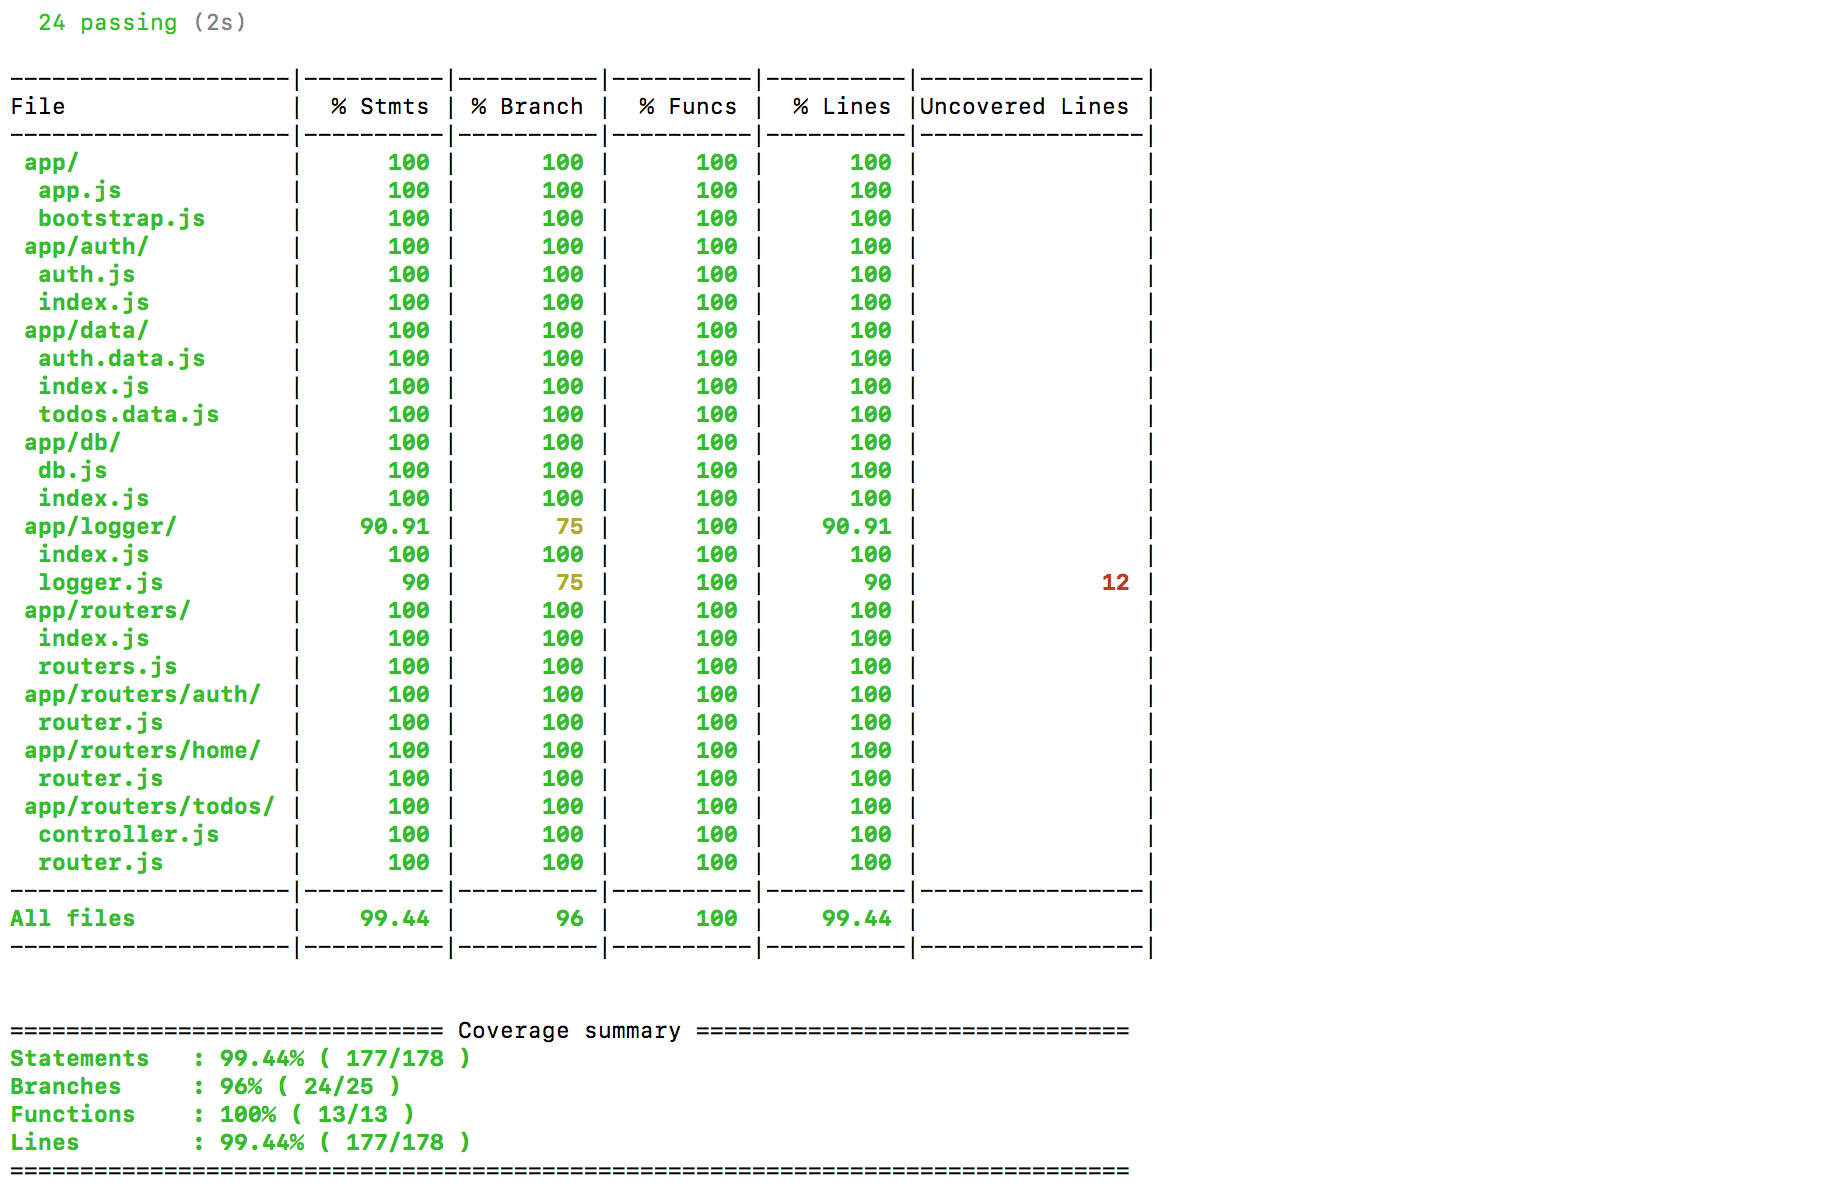 24 passing (2s)

--------------------|----------|----------|----------|----------|----------------|
File                |  % Stmts | % Branch |  % Funcs |  % Lines |Uncovered Lines |
--------------------|----------|----------|----------|----------|----------------|
 app/               |      100 |      100 |      100 |      100 |                |
  app.js            |      100 |      100 |      100 |      100 |                |
  bootstrap.js      |      100 |      100 |      100 |      100 |                |
 app/auth/          |      100 |      100 |      100 |      100 |                |
  auth.js           |      100 |      100 |      100 |      100 |                |
  index.js          |      100 |      100 |      100 |      100 |                |
 app/data/          |      100 |      100 |      100 |      100 |                |
  auth.data.js      |      100 |      100 |      100 |      100 |                |
  index.js          |      100 |      100 |      100 |      100 |                |
  todos.data.js     |      100 |      100 |      100 |      100 |                |
 app/db/            |      100 |      100 |      100 |      100 |                |
  db.js             |      100 |      100 |      100 |      100 |                |
  index.js          |      100 |      100 |      100 |      100 |                |
 app/logger/        |    90.91 |       75 |      100 |    90.91 |                |
  index.js          |      100 |      100 |      100 |      100 |                |
  logger.js         |       90 |       75 |      100 |       90 |             12 |
 app/routers/       |      100 |      100 |      100 |      100 |                |
  index.js          |      100 |      100 |      100 |      100 |                |
  routers.js        |      100 |      100 |      100 |      100 |                |
 app/routers/auth/  |      100 |      100 |      100 |      100 |                |
  router.js         |      100 |      100 |      100 |      100 |                |
 app/routers/home/  |      100 |      100 |      100 |      100 |                |
  router.js         |      100 |      100 |      100 |      100 |                |
 app/routers/todos/ |      100 |      100 |      100 |      100 |                |
  controller.js     |      100 |      100 |      100 |      100 |                |
  router.js         |      100 |      100 |      100 |      100 |                |
--------------------|----------|----------|----------|----------|----------------|
All files           |    99.44 |       96 |      100 |    99.44 |                |
--------------------|----------|----------|----------|----------|----------------|

=============================== Coverage summary ===============================
Statements   : 99.44% ( 177/178 )
Branches     : 96% ( 24/25 )
Functions    : 100% ( 13/13 )
Lines        : 99.44% ( 177/178 )
================================================================================